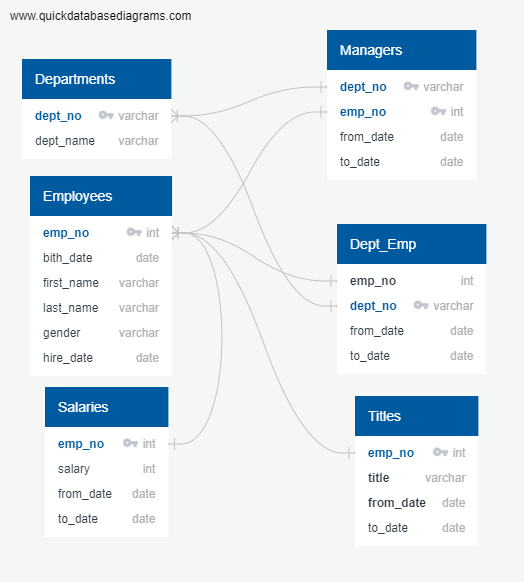 www.quickdatabasediagrams.com
Departments
dept_no varchar
dept_name varchar
Employees
emp_no int
bith_date date
first_name varchar
last_name varchar
gender varchar
hire_date date
Salaries
emp_no int
salary int
from_date date
to_date date
Managers
dept_no varchar
emp_no int
from_date date
to_date date
Dept_Emp
emp_no int
dept_no varchar
from_date date
to_date date
Titles
emp_no int
title varchar
from_date date
to_date date